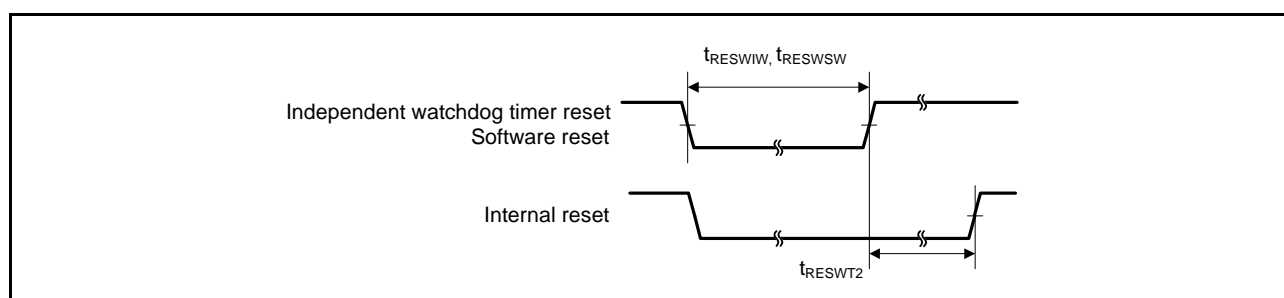 tRESWIW, tRESWSW
Independent watchdog timer reset
Software reset
Internal reset
tRESWT2